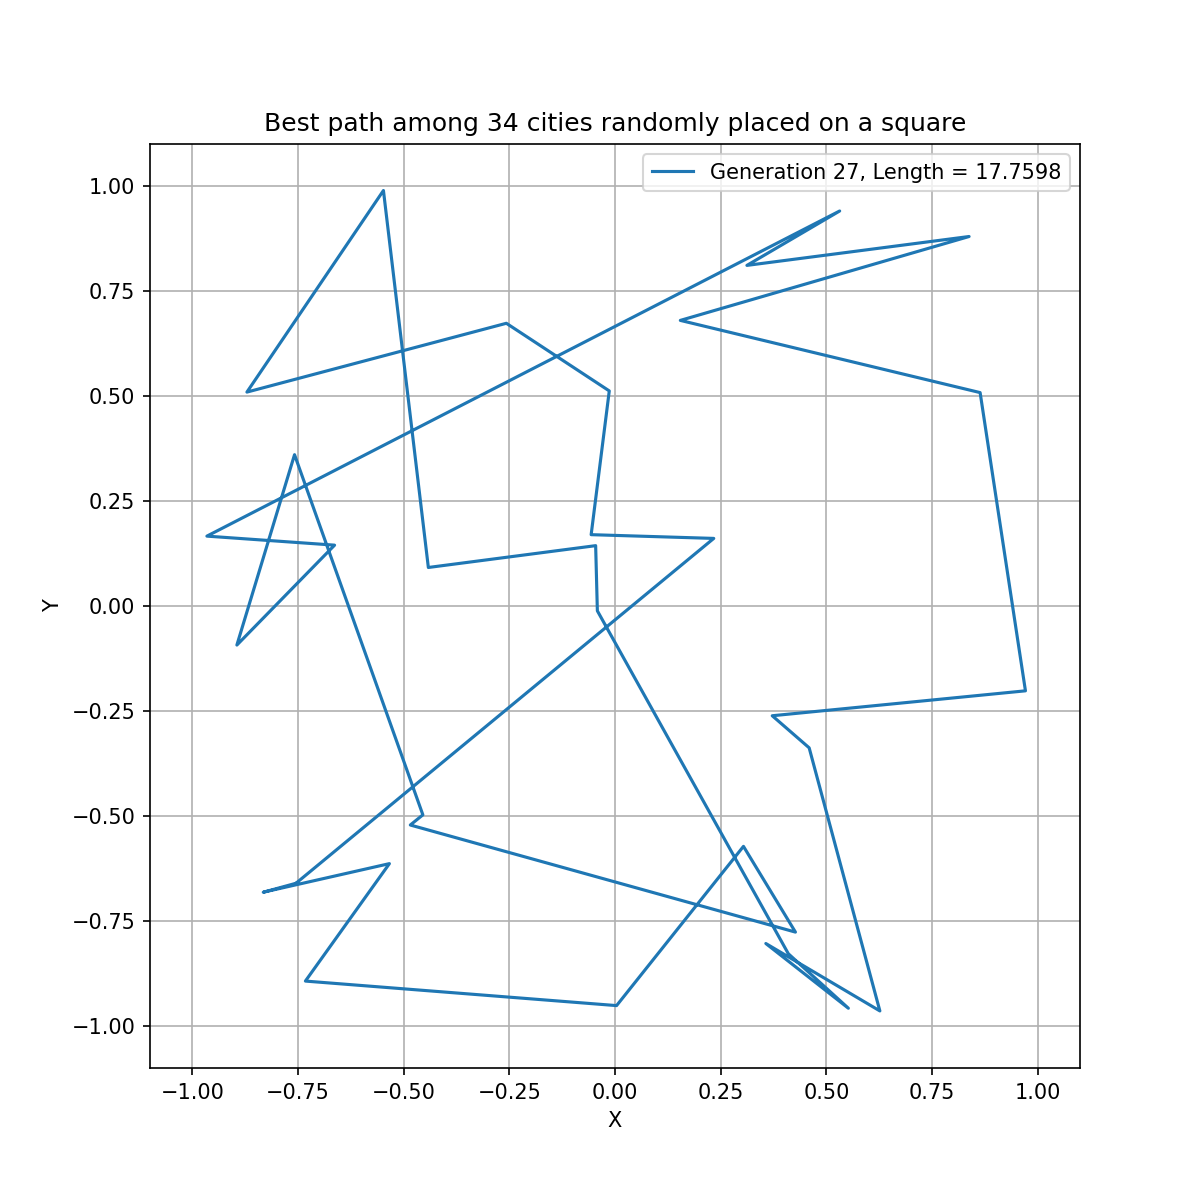 Best path among 34 cities randomly placed on a square
Generation 27, Length = 17.7598
1.00
0.75
0.50
0.25
0.00
−0.25
−0.50
−0.75
−1.00
Y
−1.00 −0.75 −0.50 −0.25 0.00 0.25 0.50 0.75 1.00
X